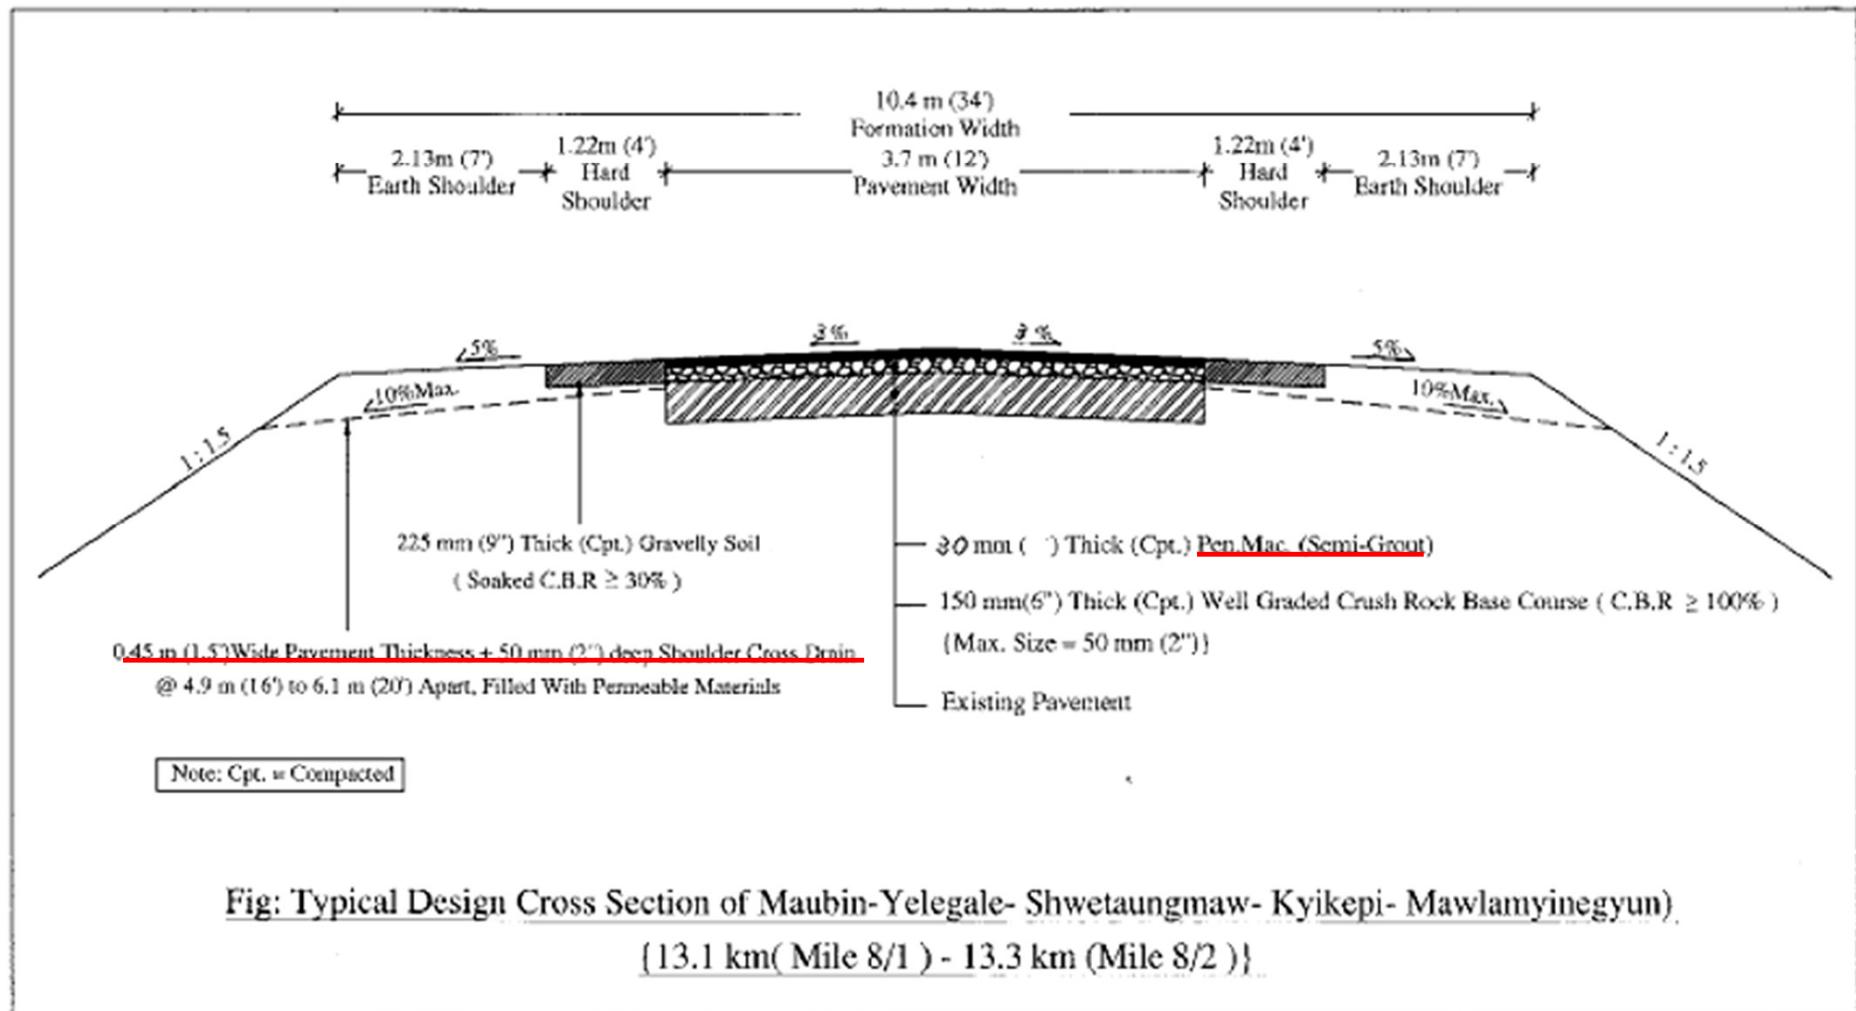 10.4 m (34')
Formation Width
2.13m (7')
Earth Shoulder
1.22m (4')
Hard
Shoulder
3.7 m (12')
Pavement Width
1.22m (4')
Hard
Shoulder
2.13m (7')
Earth Shoulder
5%
3%
3%
5%
10%Max.
10%Max.
1 : 1.5
1 : 1.5
225 mm (9") Thick (Cpt.) Gravelly Soil
( Soaked C.B.R ≥ 30% )
0.45 m (1.5')Wide Pavement Thickness + 50 mm (2") deep Shoulder Cross Drain
@ 4.9 m (16') to 6.1 m (20') Apart, Filled With Permeable Materials
30 mm ( ) Thick (Cpt.) Pen.Mac. (Semi-Grout)
150 mm(6") Thick (Cpt.) Well Graded Crush Rock Base Course ( C.B.R ≥ 100% )
{Max. Size = 50 mm (2")}
Existing Pavement
Note: Cpt. = Compacted
Fig: Typical Design Cross Section of Maubin-Yelegale- Shwetaungmaw- Kyikepi- Mawlamyinegyun)
{13.1 km( Mile 8/1 ) - 13.3 km (Mile 8/2 )}